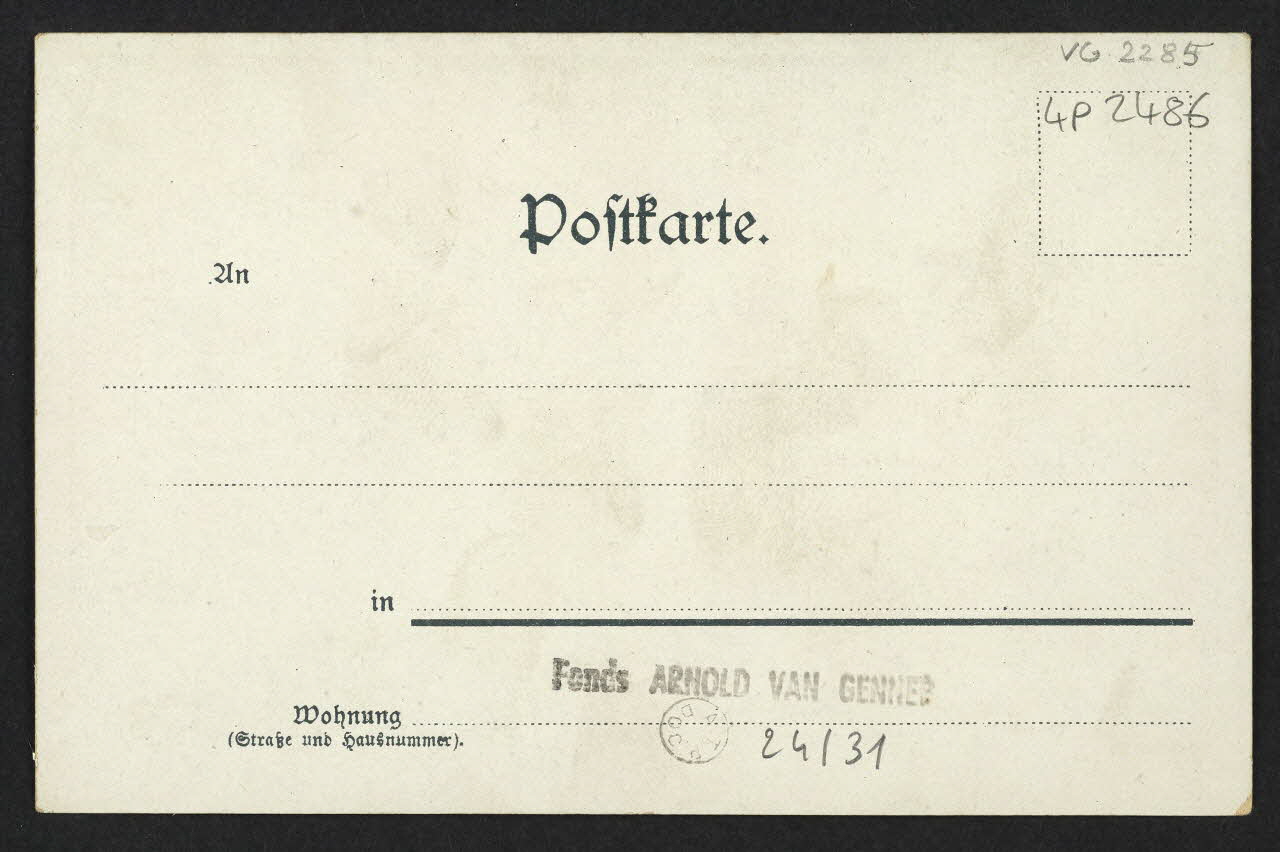 VG. 2285
4P 2486
Poſtkarte.
An
in
Fonds ARNOLD VAN GENNEP
Wohnung
(Straße und Hausnummer).
24/31